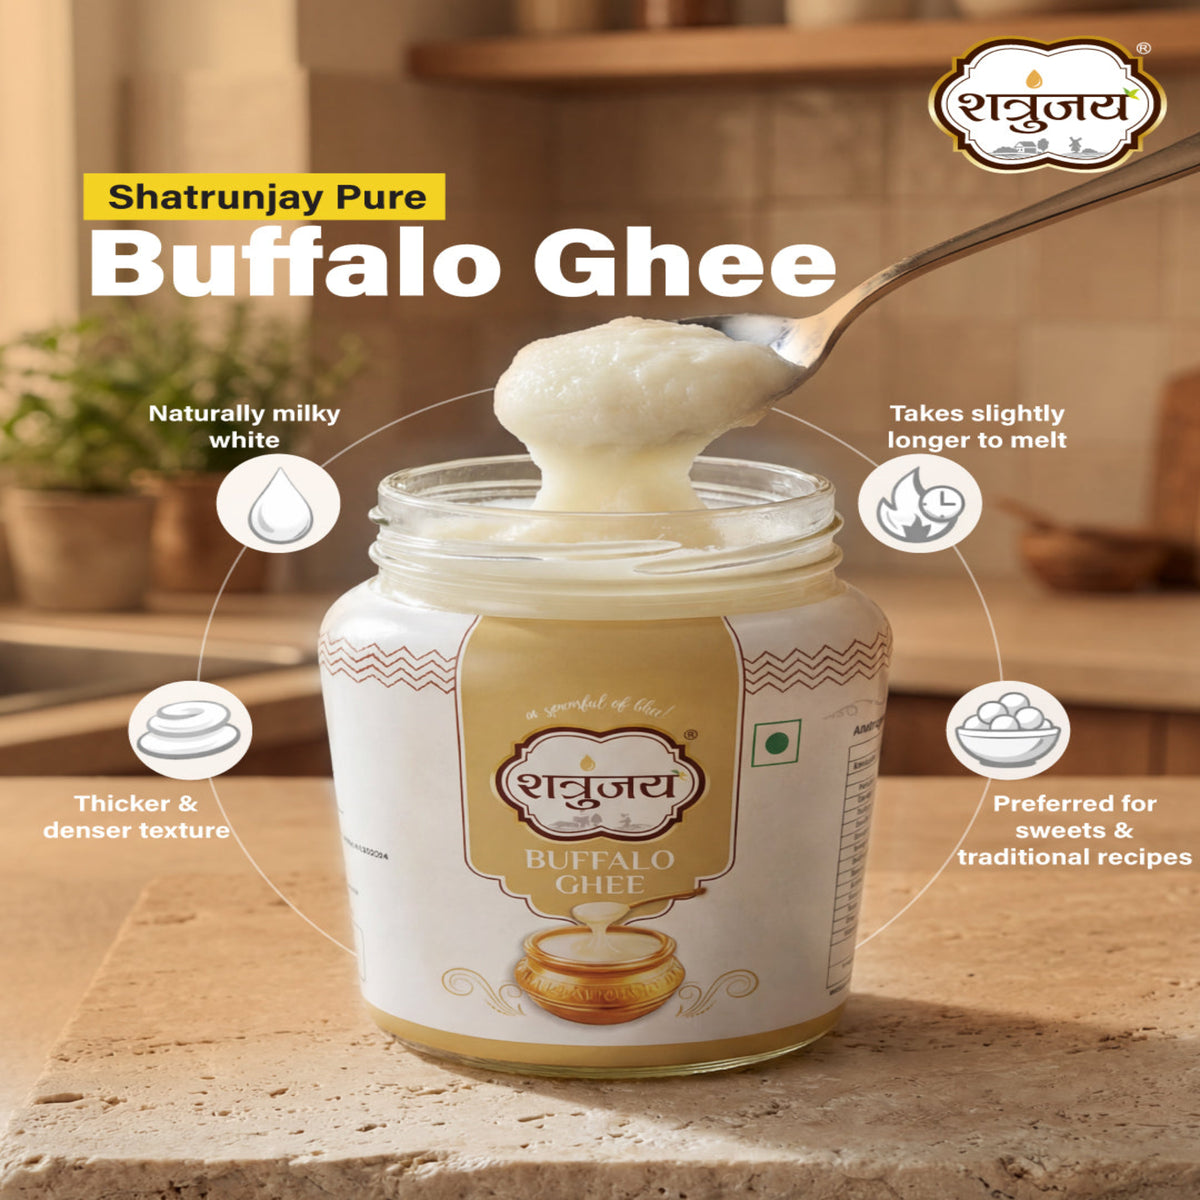 शत्रुंजय
®
Shatrunjay Pure
Buffalo Ghee
Naturally milky
white
Takes slightly
longer to melt
Thicker &
denser texture
Preferred for
sweets &
traditional recipes
a spoonful of Ghee!
®
शत्रुंजय
BUFFALO
GHEE